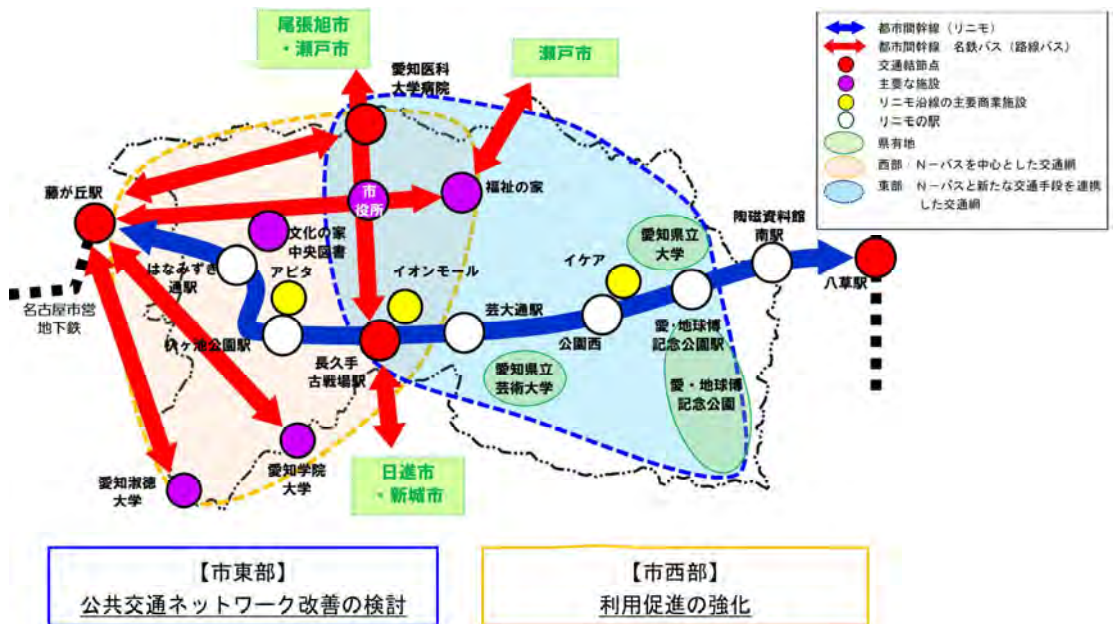 尾張旭市
・瀬戸市
瀬戸市
愛知医科
大学病院
藤が丘駅
市
役所
福祉の家
文化の家
中央図書
はなみずき
通駅
アピタ
イオンモール
イケア
愛知県立
大学
陶磁資料館
南駅
八草駅
名古屋市営
地下鉄
杁ヶ池公園駅
長久手
古戦場駅
芸大通駅
公園西
愛・地球博
記念公園駅
愛知県立
芸術大学
愛・地球博
記念公園
愛知淑徳
大学
愛知学院
大学
日進市
・新城市
都市間幹線（リニモ）
都市間幹線 名鉄バス（路線バス）
交通結節点
主要な施設
リニモ沿線の主要商業施設
リニモの駅
県有地
西部 N－バスを中心とした交通網
東部 N－バスと新たな交通手段を連携
した交通網
【市東部】
公共交通ネットワーク改善の検討
【市西部】
利用促進の強化